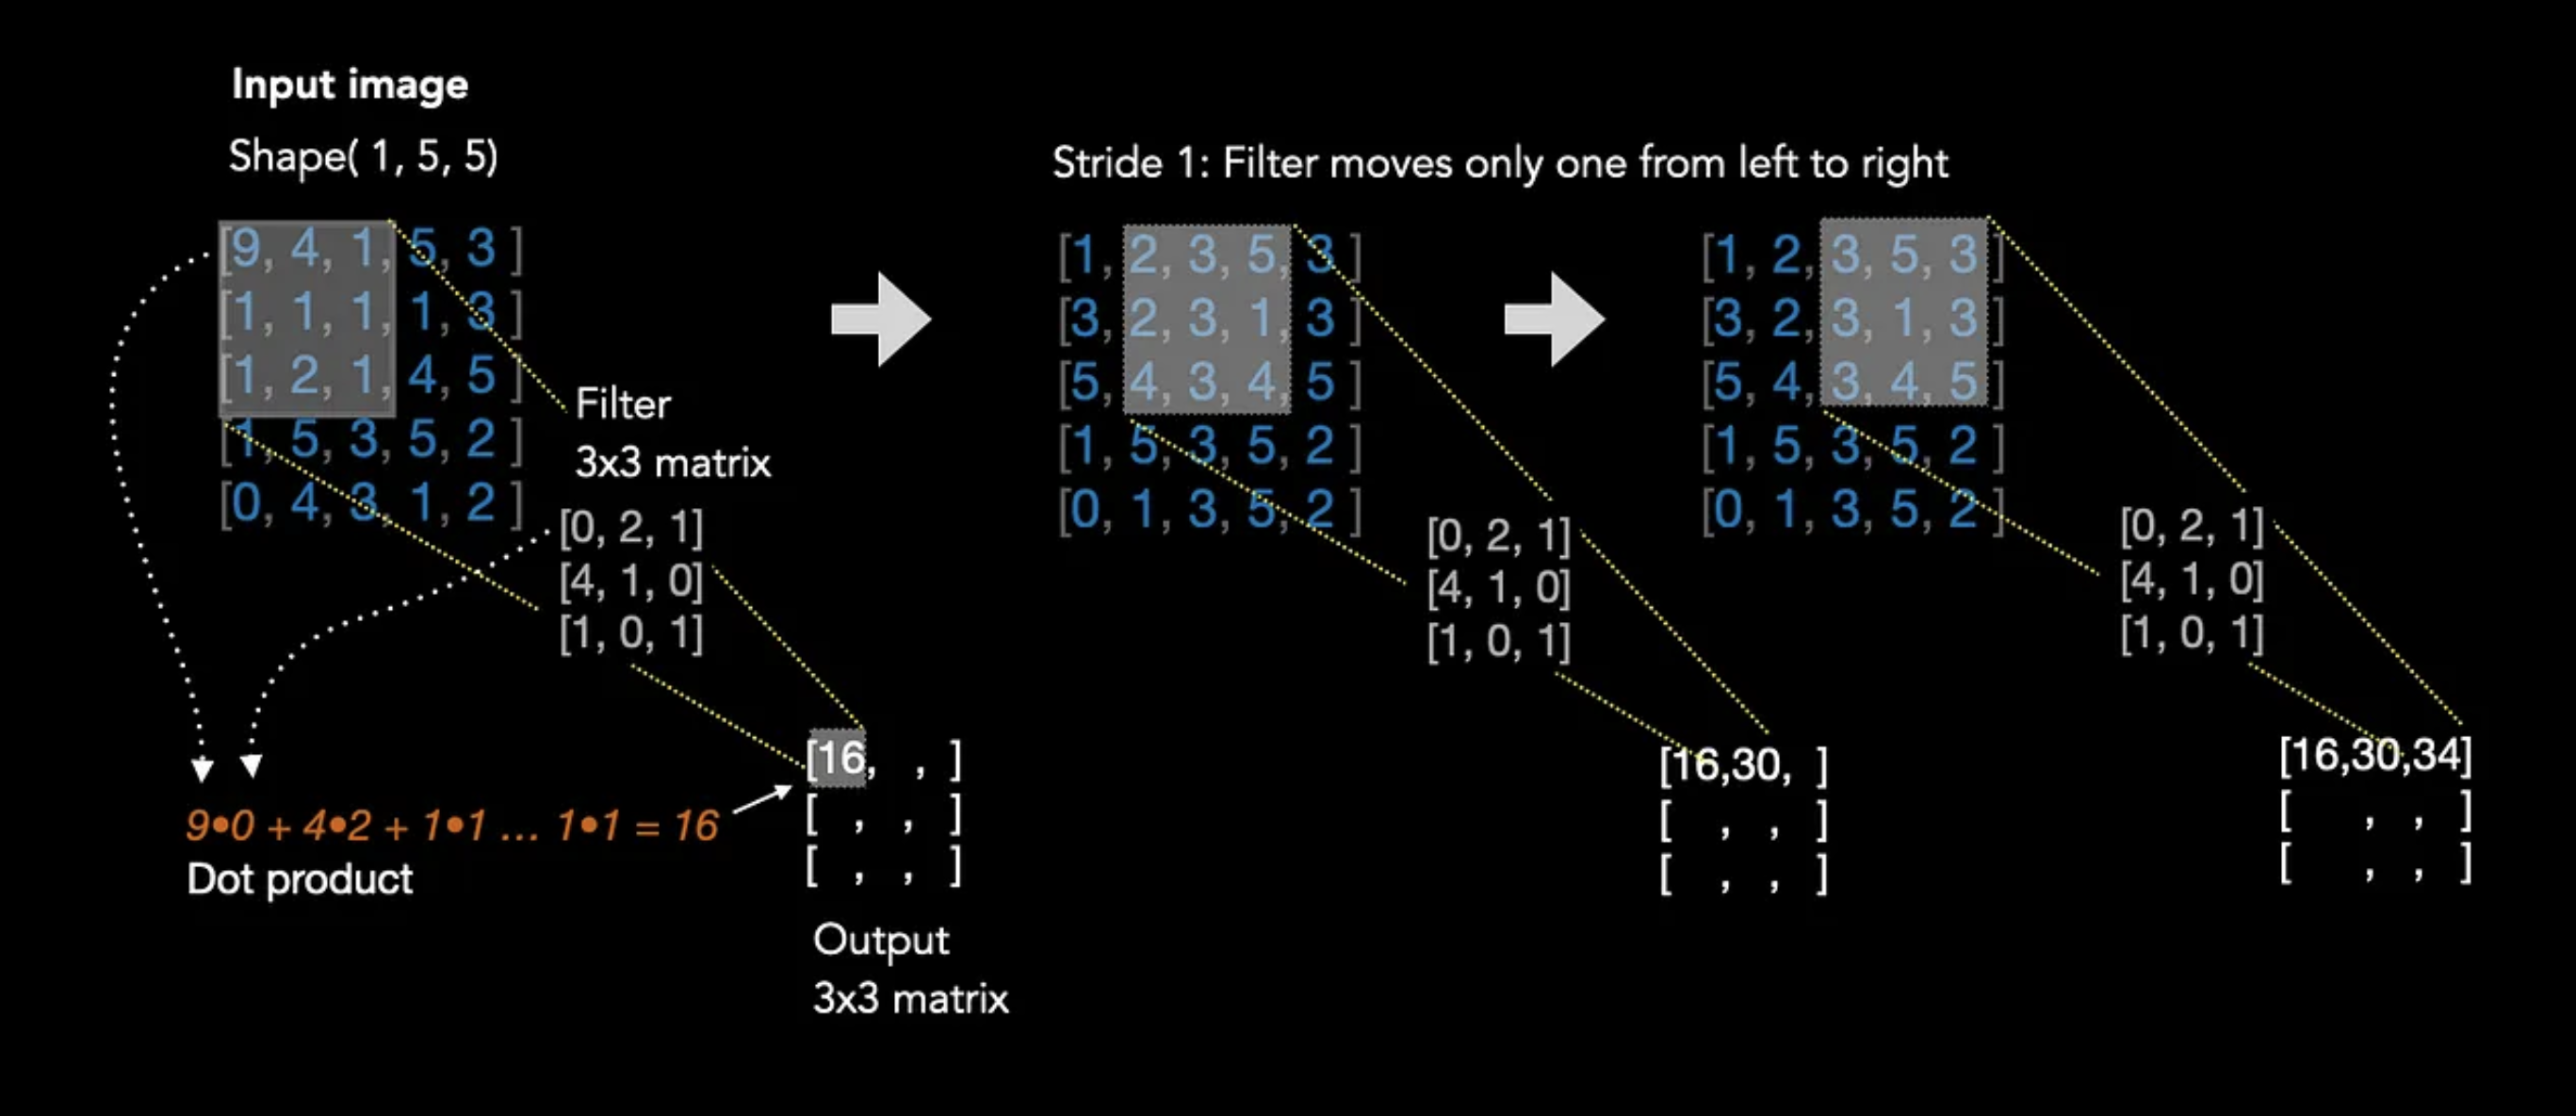 Input image
Shape( 1, 5, 5)
[9, 4, 1, 5, 3 ]
[1, 1, 1, 1, 3 ]
[1, 2, 1, 4, 5 ]
[1, 5, 3, 5, 2 ]
[0, 4, 3, 1, 2 ]
Filter
3x3 matrix
[0, 2, 1]
[4, 1, 0]
[1, 0, 1]
9•0 + 4•2 + 1•1 ... 1•1 = 16
Dot product
[16, , ]
[ , , ]
[ , , ]
Output
3x3 matrix
Stride 1: Filter moves only one from left to right
[1, 2, 3, 5, 3 ]
[3, 2, 3, 1, 3 ]
[5, 4, 3, 4, 5 ]
[1, 5, 3, 5, 2 ]
[0, 1, 3, 5, 2 ]
[0, 2, 1]
[4, 1, 0]
[1, 0, 1]
[16,30, ]
[ , , ]
[ , , ]
[1, 2, 3, 5, 3 ]
[3, 2, 3, 1, 3 ]
[5, 4, 3, 4, 5 ]
[1, 5, 3, 5, 2 ]
[0, 1, 3, 5, 2 ]
[0, 2, 1]
[4, 1, 0]
[1, 0, 1]
[16,30,34]
[ , , ]
[ , , ]